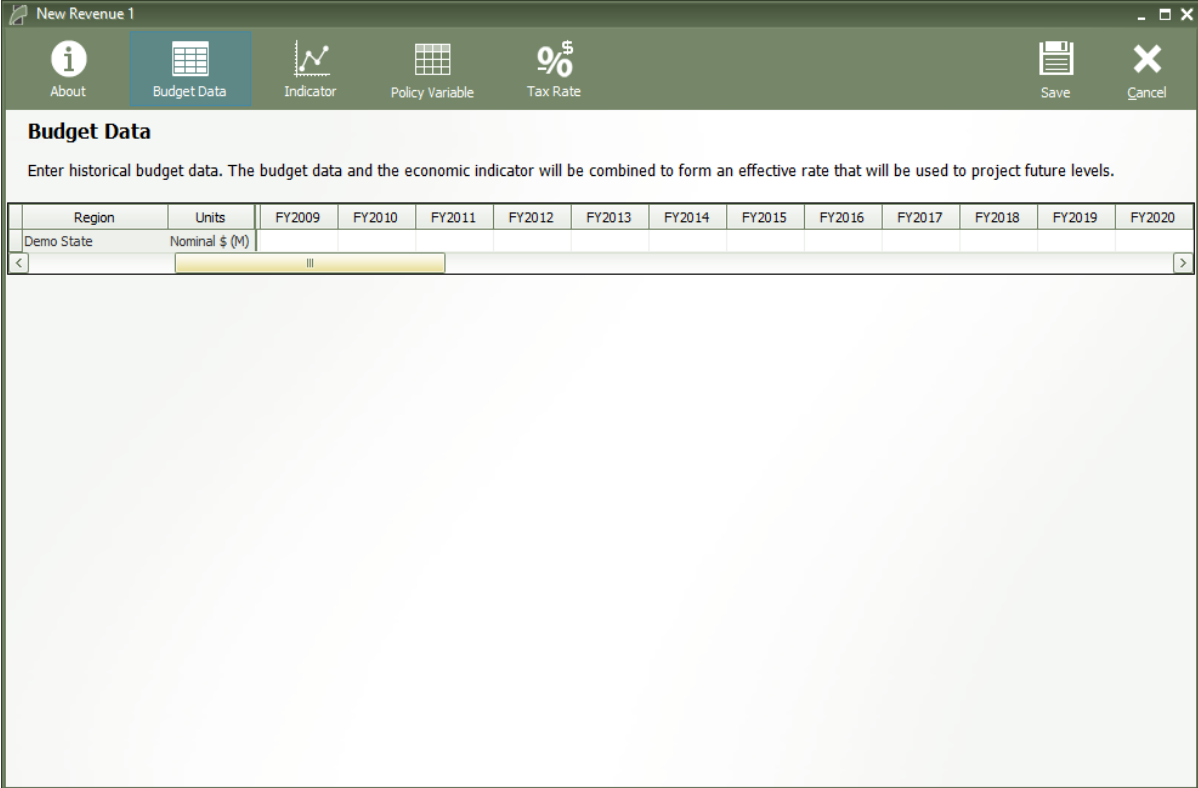 New Revenue 1
About Budget Data Indicator Policy Variable Tax Rate Save Cancel
Budget Data
Enter historical budget data. The budget data and the economic indicator will be combined to form an effective rate that will be used to project future levels.
Region Units FY2009 FY2010 FY2011 FY2012 FY2013 FY2014 FY2015 FY2016 FY2017 FY2018 FY2019 FY2020
Demo State Nominal $ (M)